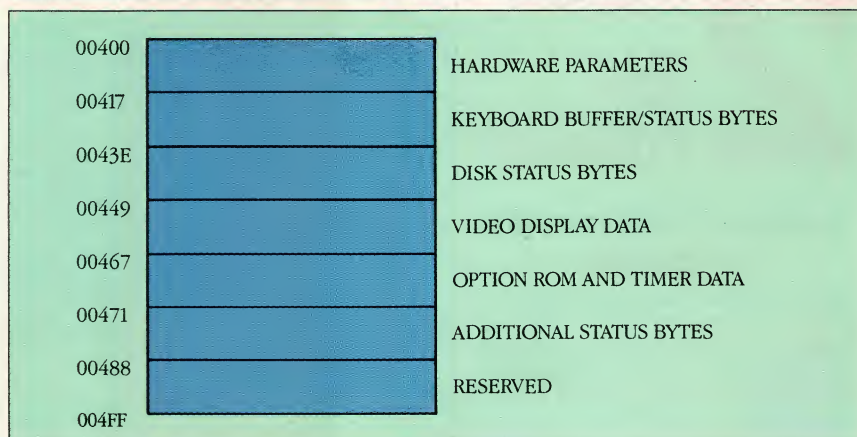 00400
HARDWARE PARAMETERS
00417
KEYBOARD BUFFER/STATUS BYTES
0043E
DISK STATUS BYTES
00449
VIDEO DISPLAY DATA
00467
OPTION ROM AND TIMER DATA
00471
ADDITIONAL STATUS BYTES
00488
RESERVED
004FF